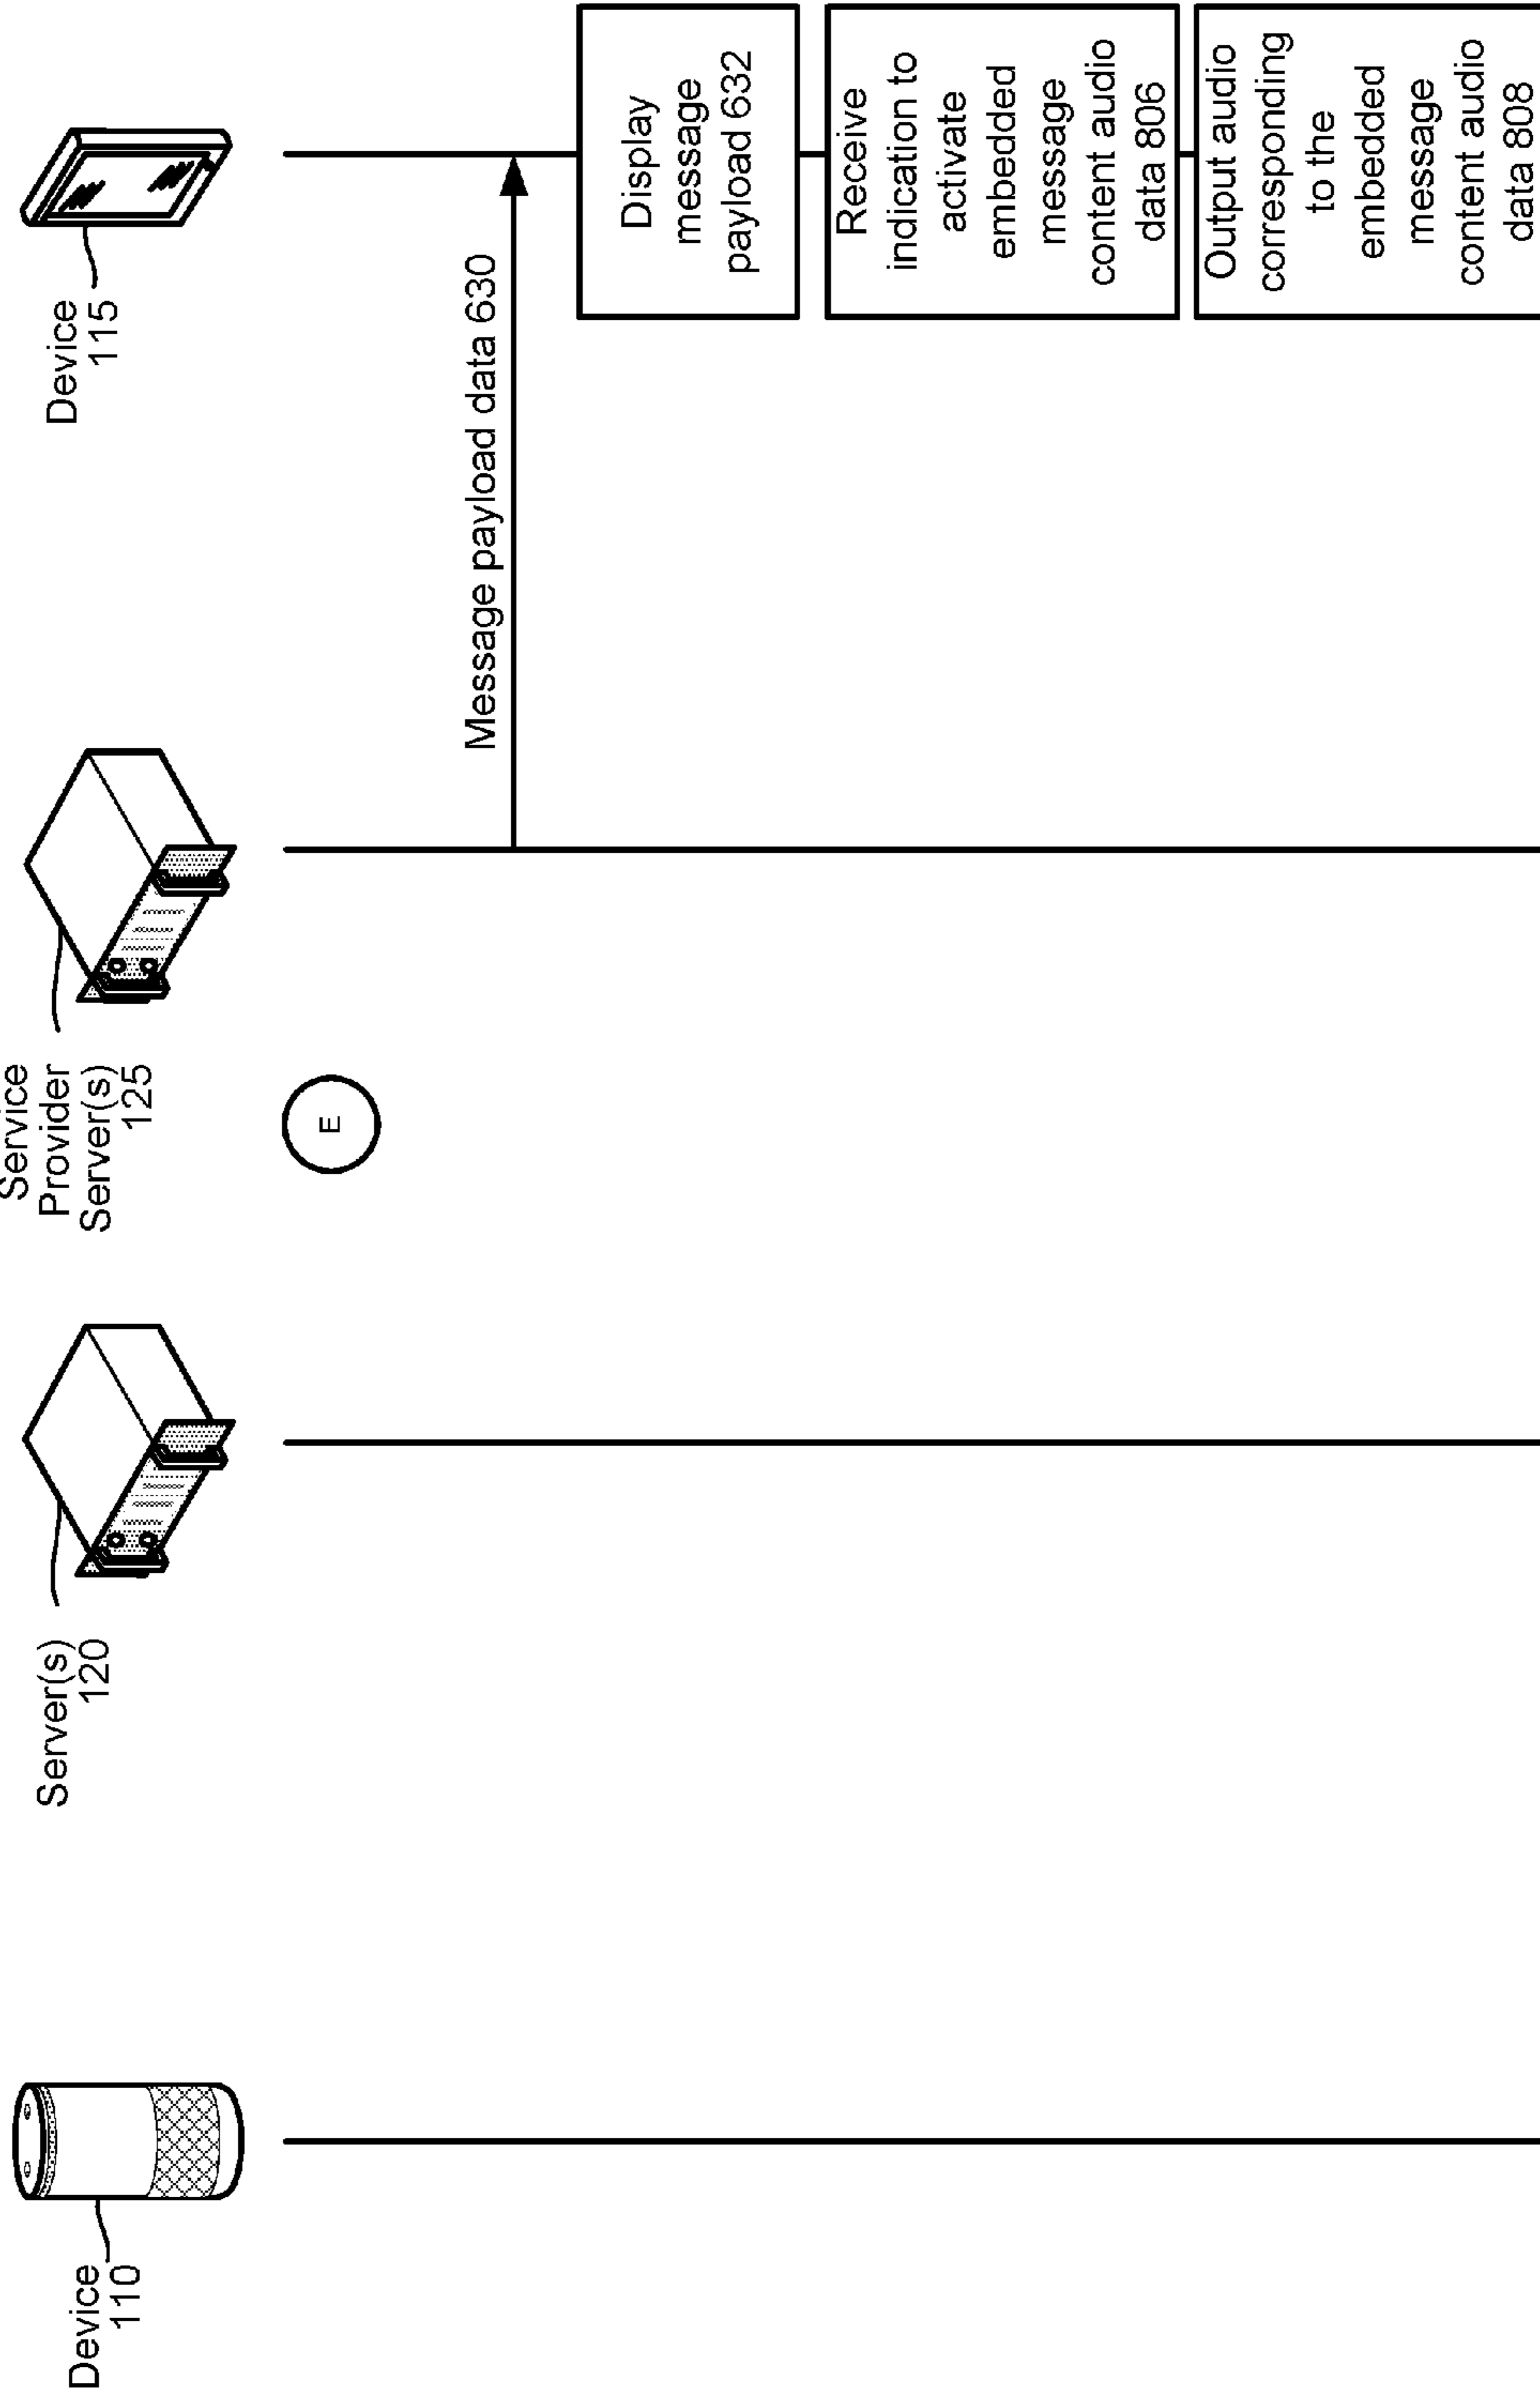 Device
110
Server(s)
120
Service
Provider
Server(s)
125
Device
115
E
Message payload data 630
Display
message
payload 632
Receive
indication to
activate
embedded
message
content audio
data 806
Output audio
corresponding
to the
embedded
message
content audio
data 808